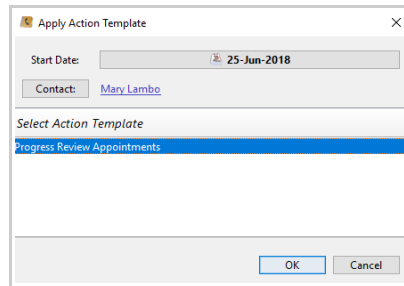 Apply Action Template
Start Date: 25-Jun-2018
Contact: Mary Lambo
Select Action Template
Progress Review Appointments
OK Cancel